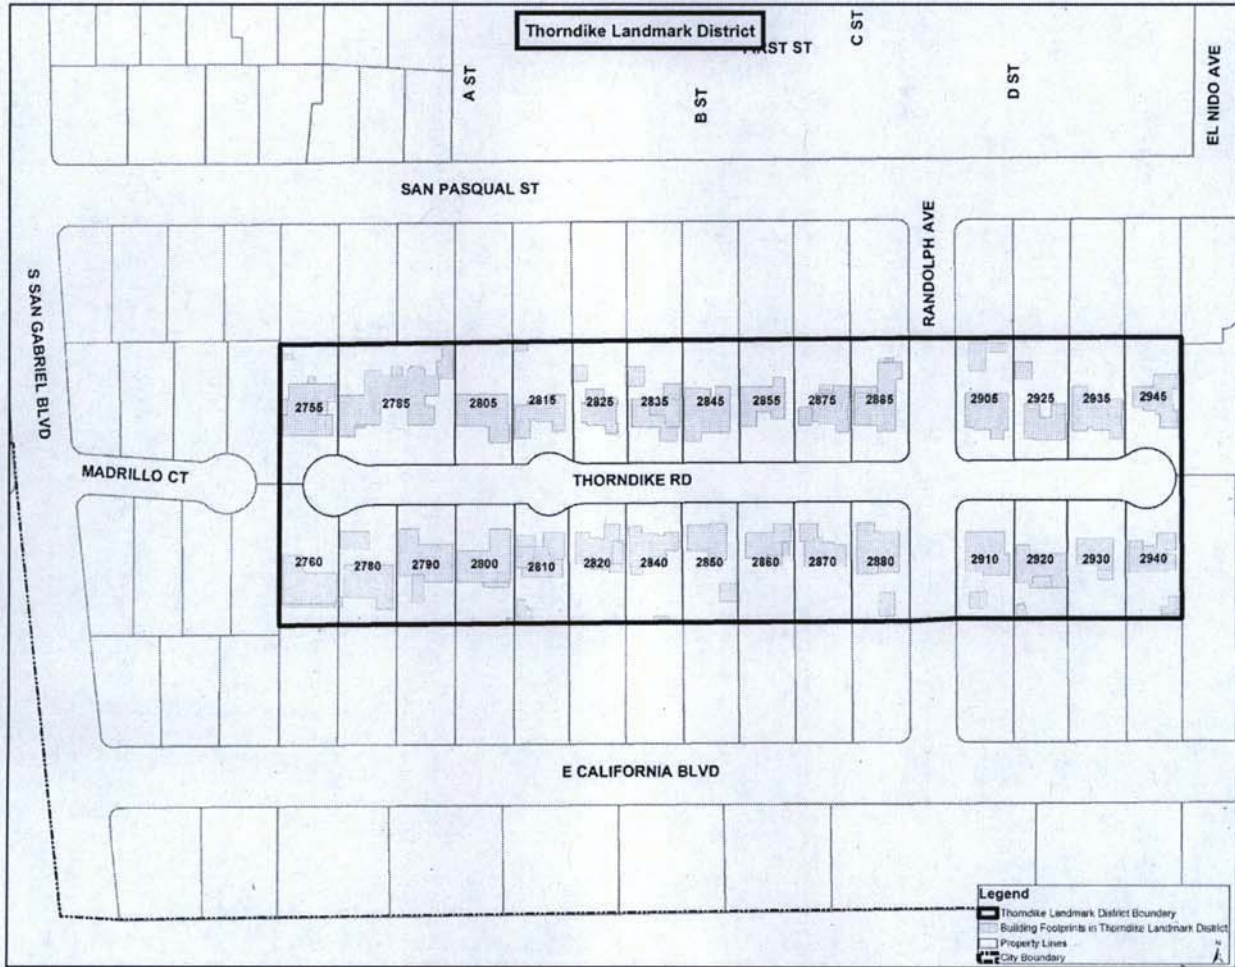 Thorndike Landmark District
RST ST
C ST
A ST
B ST
D ST
EL NIDO AVE
SAN PASQUAL ST
RANDOLPH AVE
S SAN GABRIEL BLVD
2755 2785 2805 2815 2825 2835 2845 2855 2875 2885 2905 2925 2935 2945
MADRILLO CT
THORNDIKE RD
2760 2780 2790 2800 2810 2820 2840 2850 2860 2870 2880 2910 2920 2930 2940
E CALIFORNIA BLVD
Legend
Thorndike Landmark District Boundary
Building Footprints in Thorndike Landmark District
Property Lines
City Boundary
N